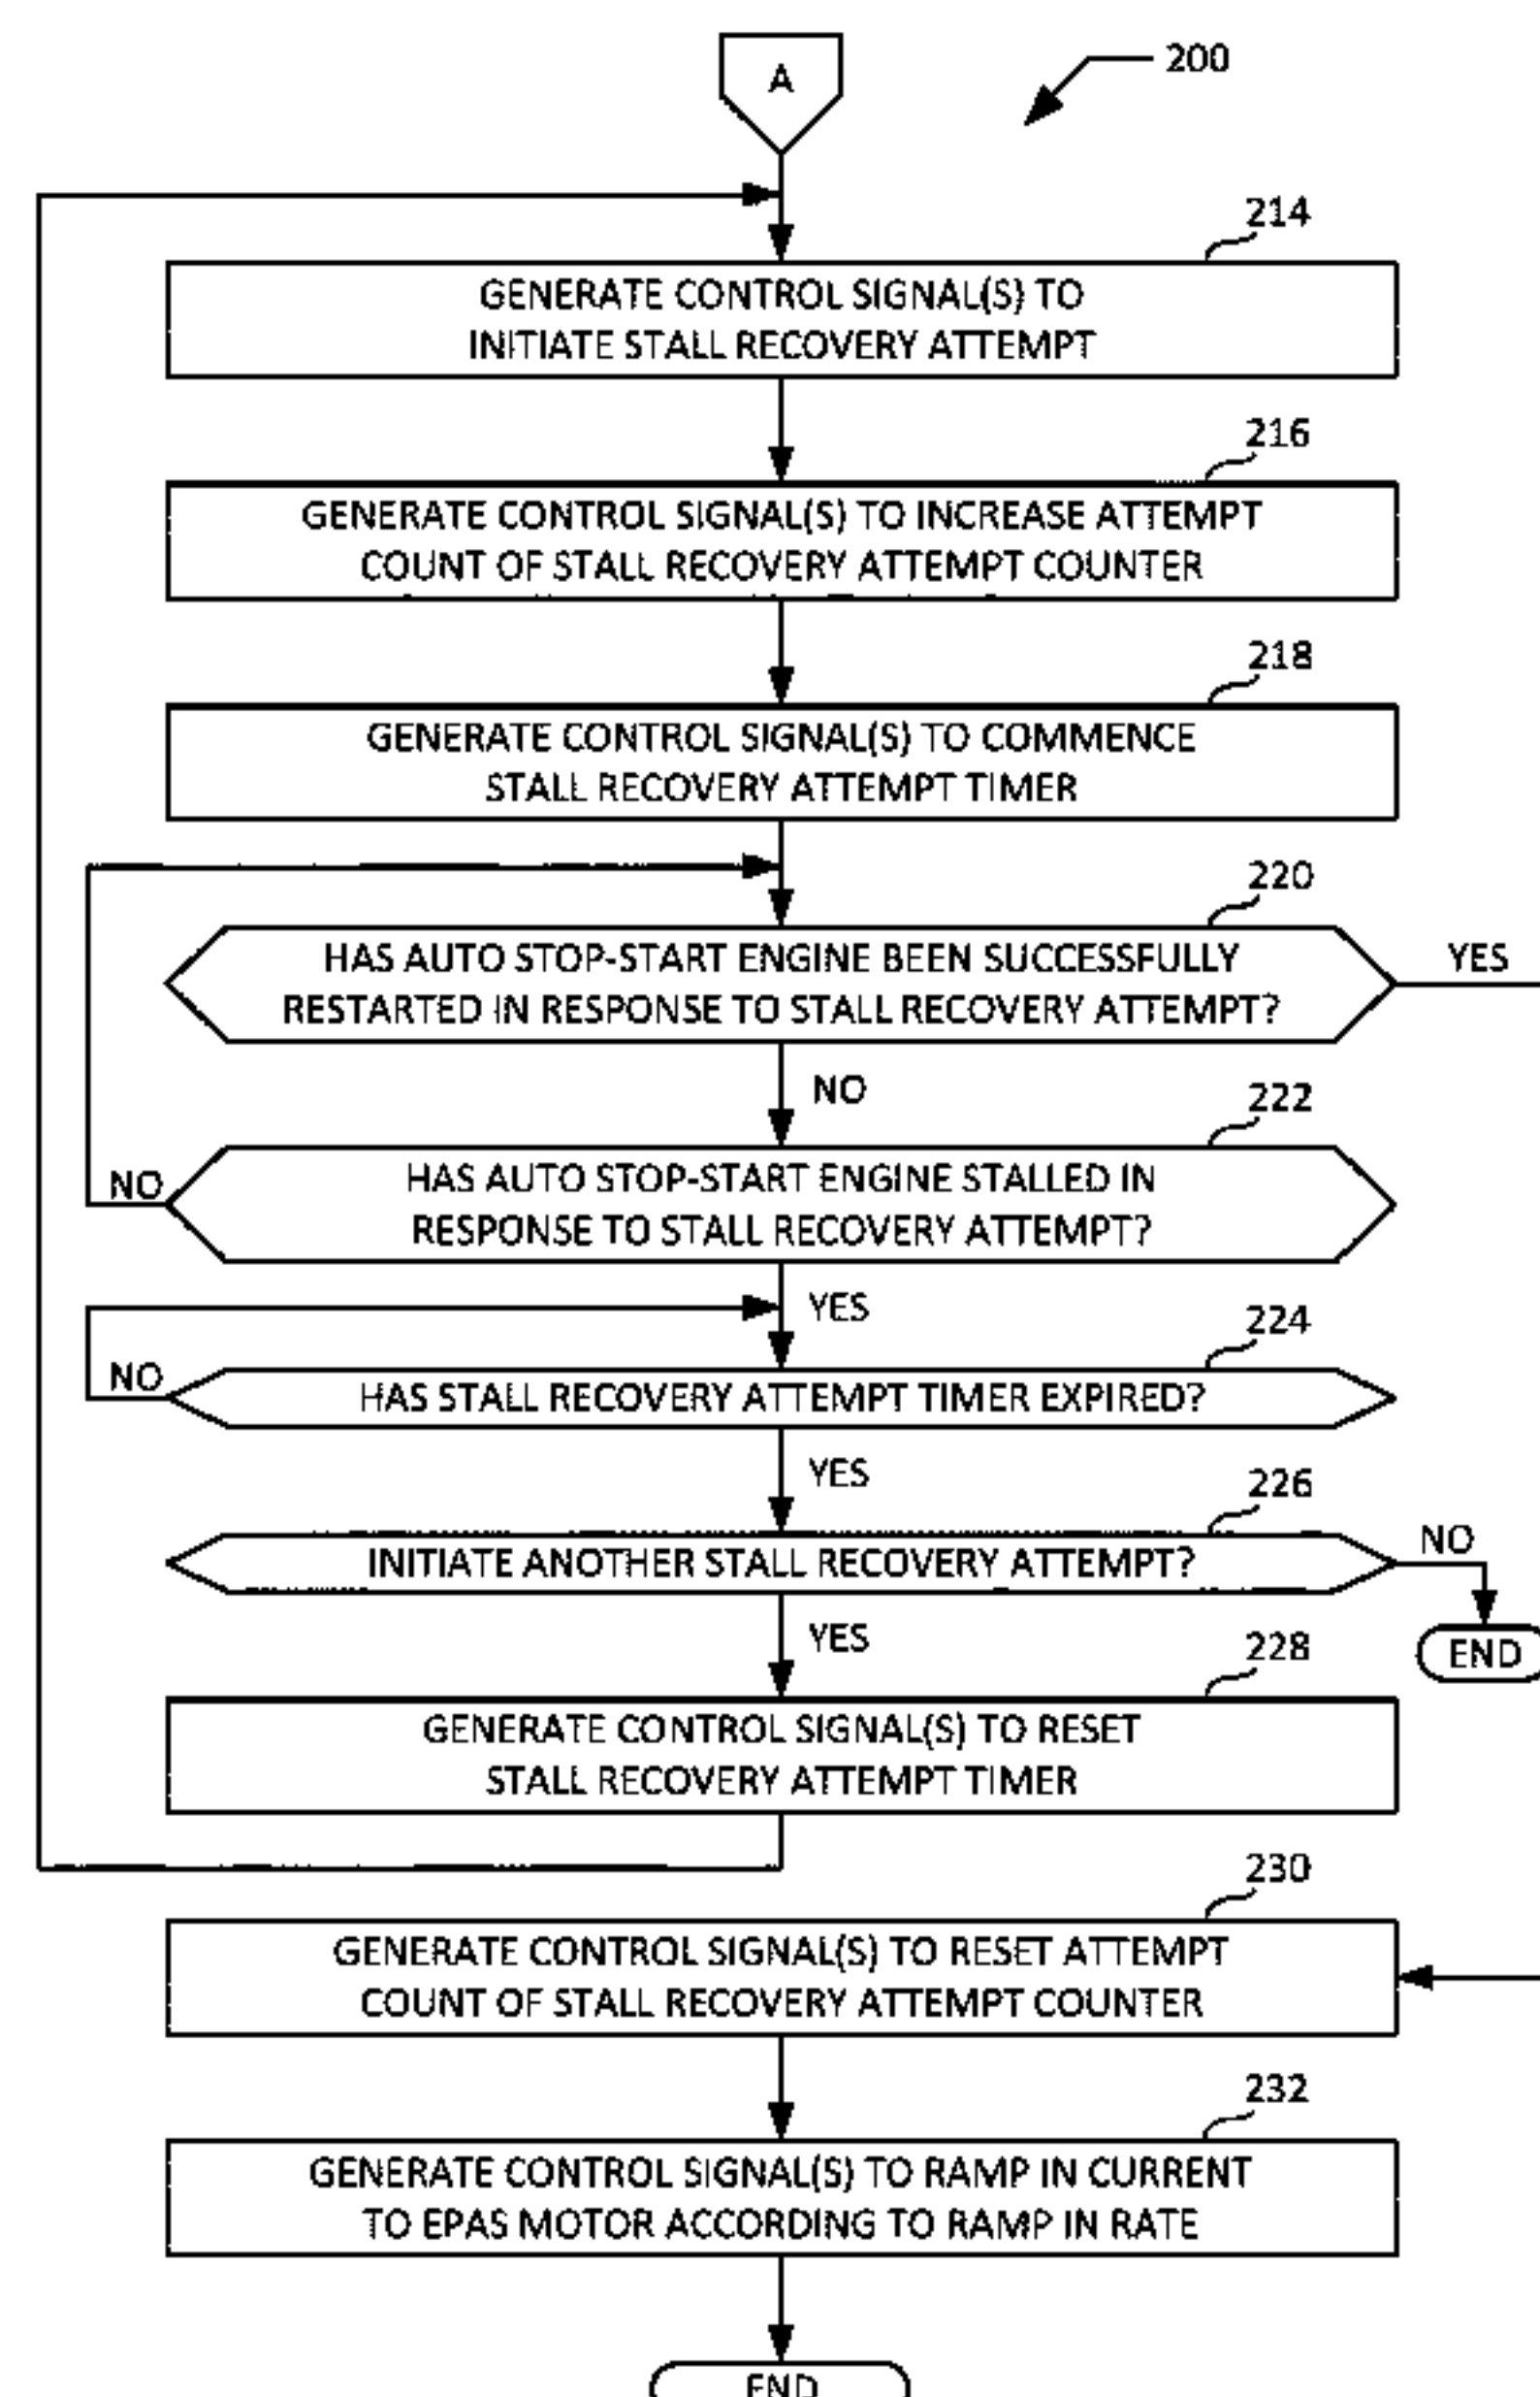 A
200
214
GENERATE CONTROL SIGNAL(S) TO
INITIATE STALL RECOVERY ATTEMPT
216
GENERATE CONTROL SIGNAL(S) TO INCREASE ATTEMPT
COUNT OF STALL RECOVERY ATTEMPT COUNTER
218
GENERATE CONTROL SIGNAL(S) TO COMMENCE
STALL RECOVERY ATTEMPT TIMER
220
HAS AUTO STOP-START ENGINE BEEN SUCCESSFULLY
RESTARTED IN RESPONSE TO STALL RECOVERY ATTEMPT?
YES
NO
222
HAS AUTO STOP-START ENGINE STALLED IN
RESPONSE TO STALL RECOVERY ATTEMPT?
NO
YES
224
HAS STALL RECOVERY ATTEMPT TIMER EXPIRED?
NO
YES
226
INITIATE ANOTHER STALL RECOVERY ATTEMPT?
NO
END
YES
228
GENERATE CONTROL SIGNAL(S) TO RESET
STALL RECOVERY ATTEMPT TIMER
230
GENERATE CONTROL SIGNAL(S) TO RESET ATTEMPT
COUNT OF STALL RECOVERY ATTEMPT COUNTER
232
GENERATE CONTROL SIGNAL(S) TO RAMP IN CURRENT
TO EPAS MOTOR ACCORDING TO RAMP IN RATE
END